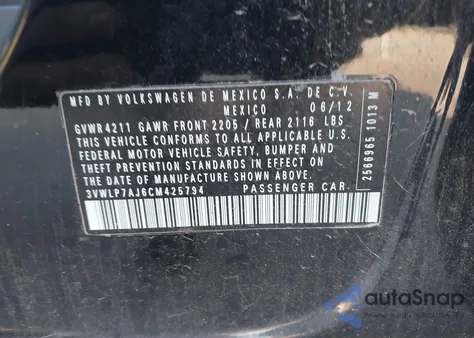 MFD BY VOLKSWAGEN DE MEXICO S.A. DE C.V.
MEXICO 06/12
GVWR 4211 GAWR FRONT 2205 / REAR 2116 LBS
THIS VEHICLE CONFORMS TO ALL APPLICABLE U.S.
FEDERAL MOTOR VEHICLE SAFETY, BUMPER, AND
THEFT PREVENTION STANDARDS IN EFFECT ON THE
DATE OF MANUFACTURE SHOWN ABOVE.
3VWLP7AJ6CM425794 PASSENGER CAR.
2566965 1013 M
autoSnap